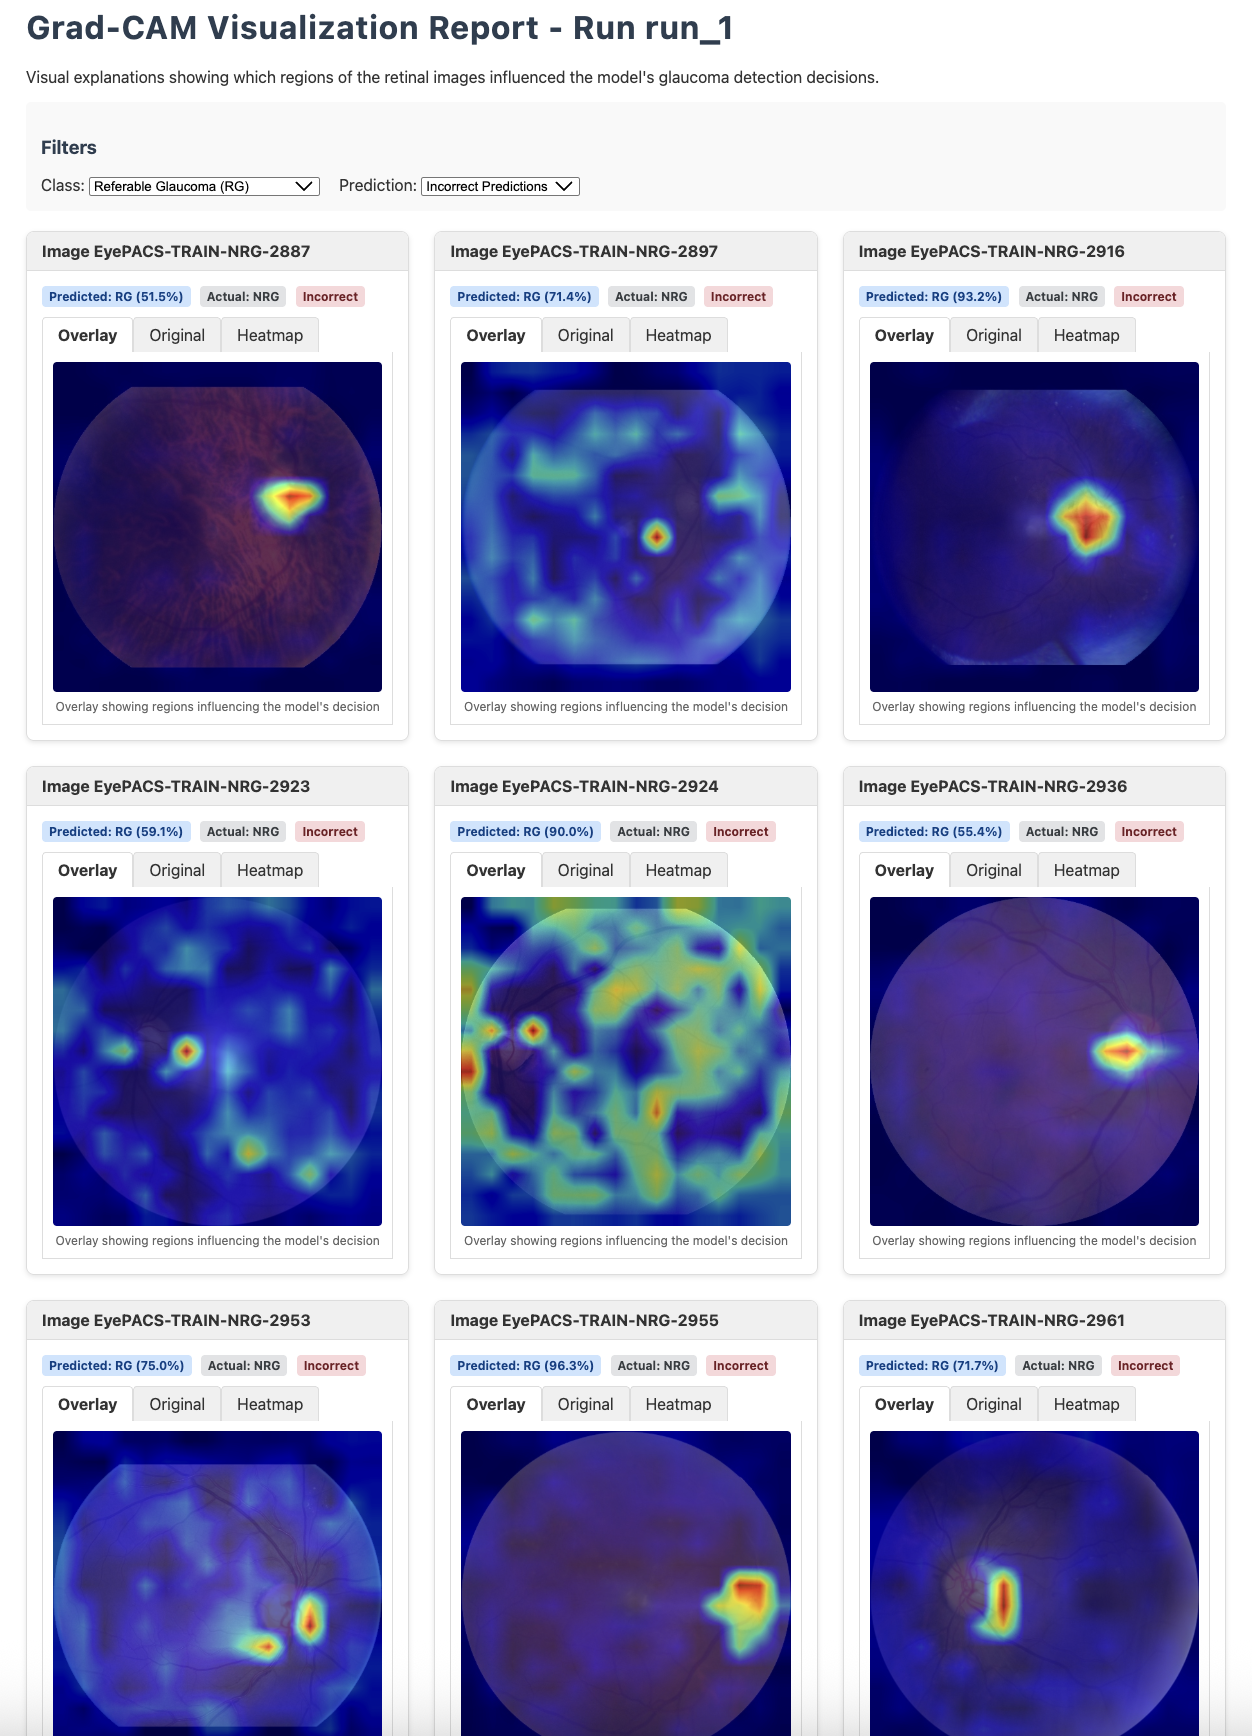 Grad-CAM Visualization Report - Run run_1
Visual explanations showing which regions of the retinal images influenced the model's glaucoma detection decisions.
Filters
Class: Referable Glaucoma (RG) Prediction: Incorrect Predictions
Image EyePACS-TRAIN-NRG-2887
Predicted: RG (51.5%) Actual: NRG Incorrect
Overlay Original Heatmap
Overlay showing regions influencing the model's decision
Image EyePACS-TRAIN-NRG-2897
Predicted: RG (71.4%) Actual: NRG Incorrect
Overlay Original Heatmap
Overlay showing regions influencing the model's decision
Image EyePACS-TRAIN-NRG-2916
Predicted: RG (93.2%) Actual: NRG Incorrect
Overlay Original Heatmap
Overlay showing regions influencing the model's decision
Image EyePACS-TRAIN-NRG-2923
Predicted: RG (59.1%) Actual: NRG Incorrect
Overlay Original Heatmap
Overlay showing regions influencing the model's decision
Image EyePACS-TRAIN-NRG-2924
Predicted: RG (90.0%) Actual: NRG Incorrect
Overlay Original Heatmap
Overlay showing regions influencing the model's decision
Image EyePACS-TRAIN-NRG-2936
Predicted: RG (55.4%) Actual: NRG Incorrect
Overlay Original Heatmap
Overlay showing regions influencing the model's decision
Image EyePACS-TRAIN-NRG-2953
Predicted: RG (75.0%) Actual: NRG Incorrect
Overlay Original Heatmap
Image EyePACS-TRAIN-NRG-2955
Predicted: RG (96.3%) Actual: NRG Incorrect
Overlay Original Heatmap
Image EyePACS-TRAIN-NRG-2961
Predicted: RG (71.7%) Actual: NRG Incorrect
Overlay Original Heatmap